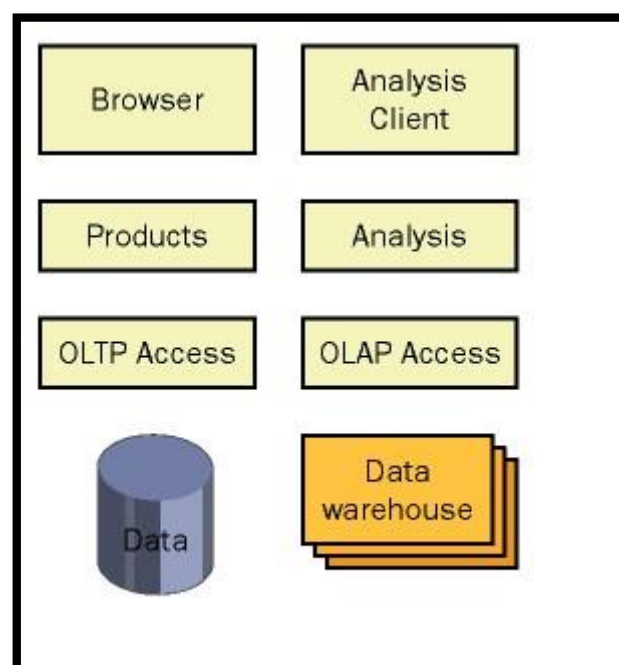 Browser
Analysis
Client
Products
Analysis
OLTP Access
OLAP Access
Data
Data
warehouse